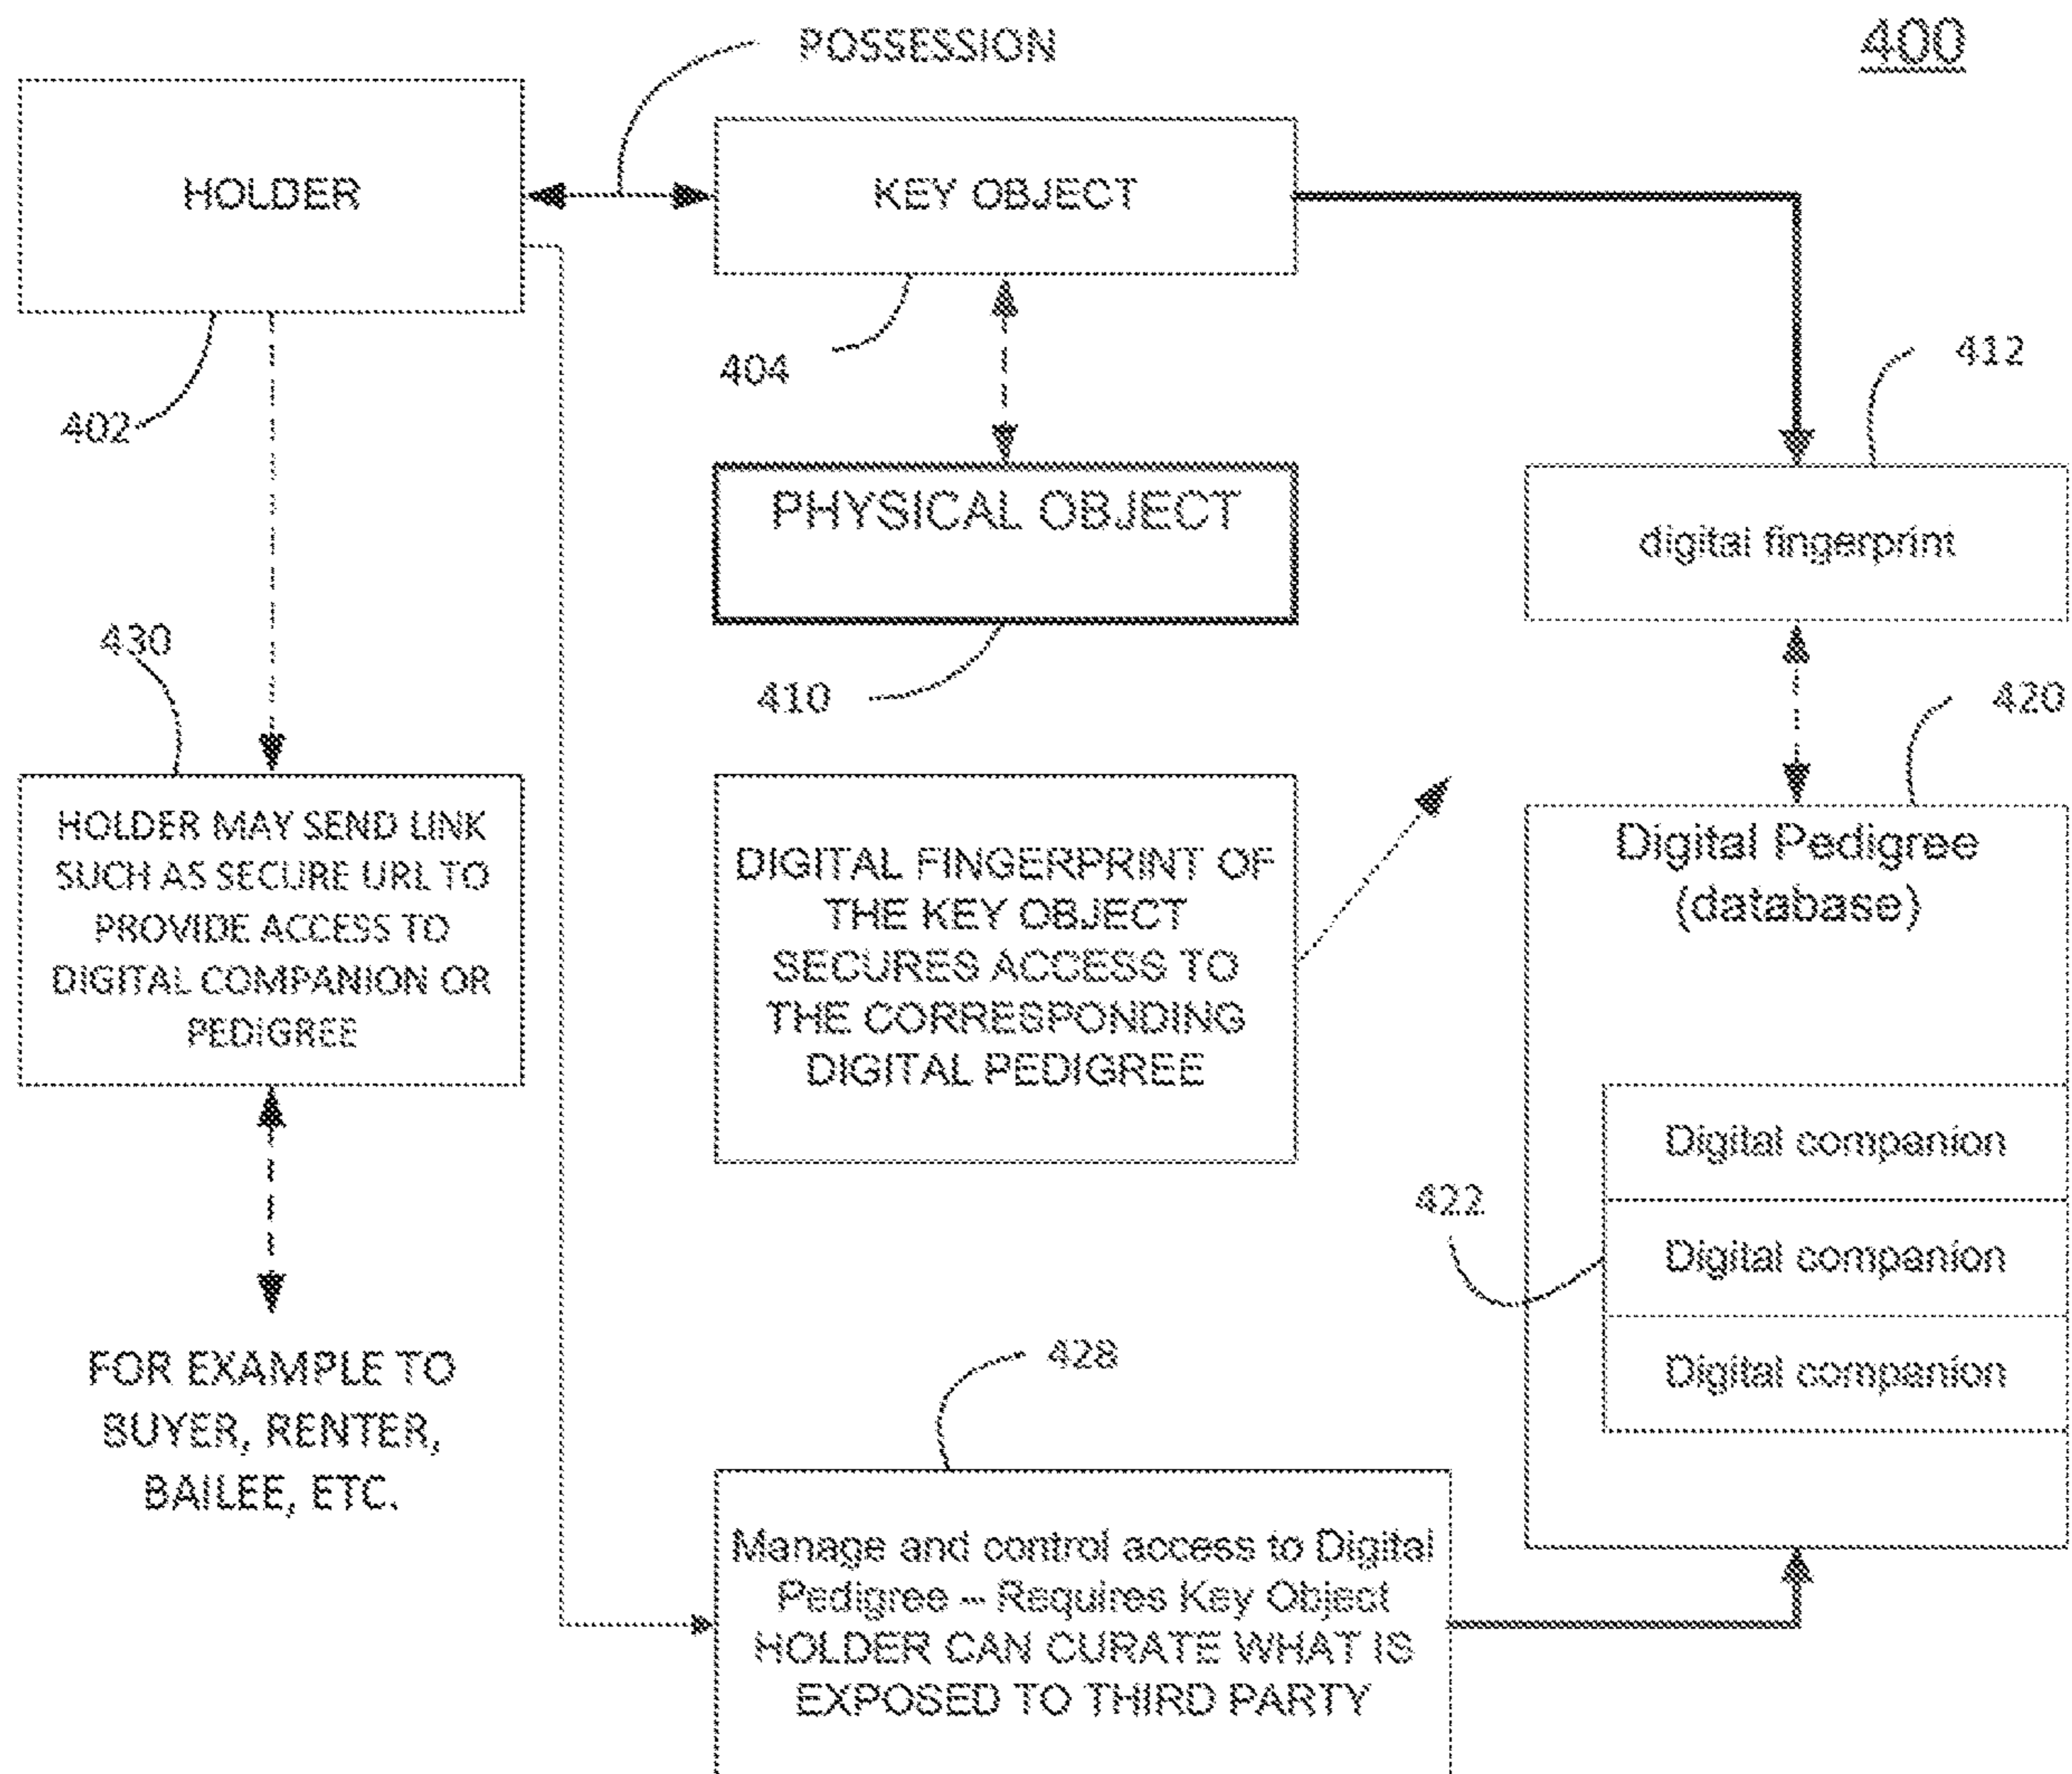 POSSESSION
400
HOLDER
KEY OBJECT
404
402
412
PHYSICAL OBJECT
digital fingerprint
430
410
420
HOLDER MAY SEND LINK
SUCH AS SECURE URL TO
PROVIDE ACCESS TO
DIGITAL COMPANION OR
PEDIGREE
DIGITAL FINGERPRINT OF
THE KEY OBJECT
SECURES ACCESS TO
THE CORRESPONDING
DIGITAL PEDIGREE
Digital Pedigree
(database)
Digital companion
422
Digital companion
Digital companion
FOR EXAMPLE TO
BUYER, RENTER,
BAILEE, ETC.
428
Manage and control access to Digital
Pedigree -- Requires Key Object
HOLDER CAN CURATE WHAT IS
EXPOSED TO THIRD PARTY